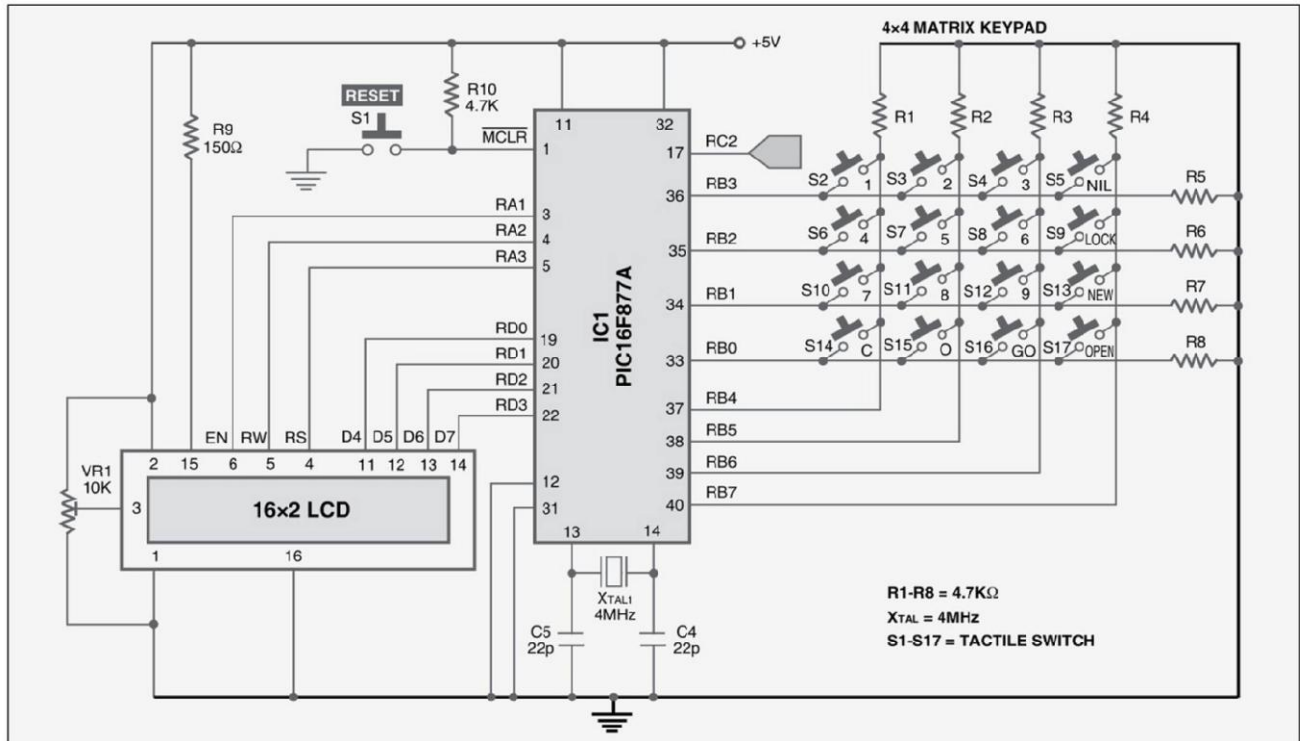 4×4 MATRIX KEYPAD
+5V
R10
4.7K
RESET
S1
R9
150Ω
MCLR
11
32
1
17
RC2
R1
R2
R3
R4
S2
1
S3
2
S4
3
S5
NIL
R5
36
RB3
RA1
3
RA2
4
RA3
5
S6
4
S7
5
S8
6
S9
LOCK
R6
35
RB2
S10
7
S11
8
S12
9
S13
NEW
R7
34
RB1
IC1
PIC16F877A
RD0
19
RD1
20
RD2
21
RD3
22
S14
C
S15
O
S16
GO
S17
OPEN
R8
33
RB0
37
RB4
38
RB5
39
RB6
40
RB7
EN
RW
RS
D4
D5
D6
D7
2
15
6
5
4
11
12
13
14
VR1
10K
3
16×2 LCD
1
16
12
31
13
14
XTAL1
4MHz
C5
22p
C4
22p
R1-R8 = 4.7KΩ
XTAL = 4MHz
S1-S17 = TACTILE SWITCH